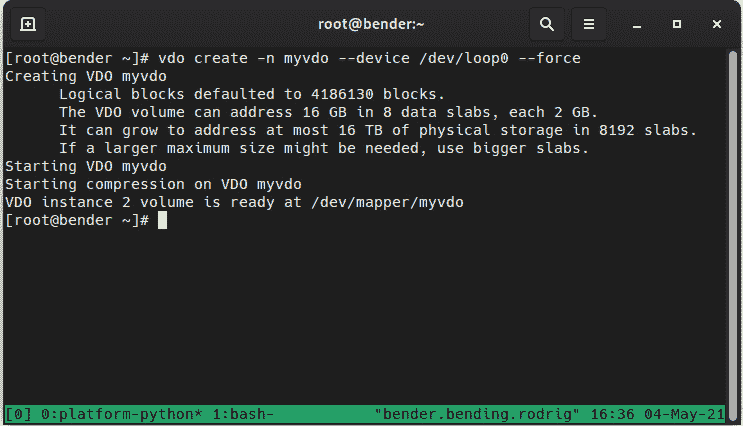 root@bender:~
[root@bender ~]# vdo create -n myvdo --device /dev/loop0 --force
Creating VDO myvdo
      Logical blocks defaulted to 4186130 blocks.
      The VDO volume can address 16 GB in 8 data slabs, each 2 GB.
      It can grow to address at most 16 TB of physical storage in 8192 slabs.
      If a larger maximum size might be needed, use bigger slabs.
Starting VDO myvdo
Starting compression on VDO myvdo
VDO instance 2 volume is ready at /dev/mapper/myvdo
[root@bender ~]#
[0] 0:platform-python* 1:bash- "bender.bending.rodrig" 16:36 04-May-21